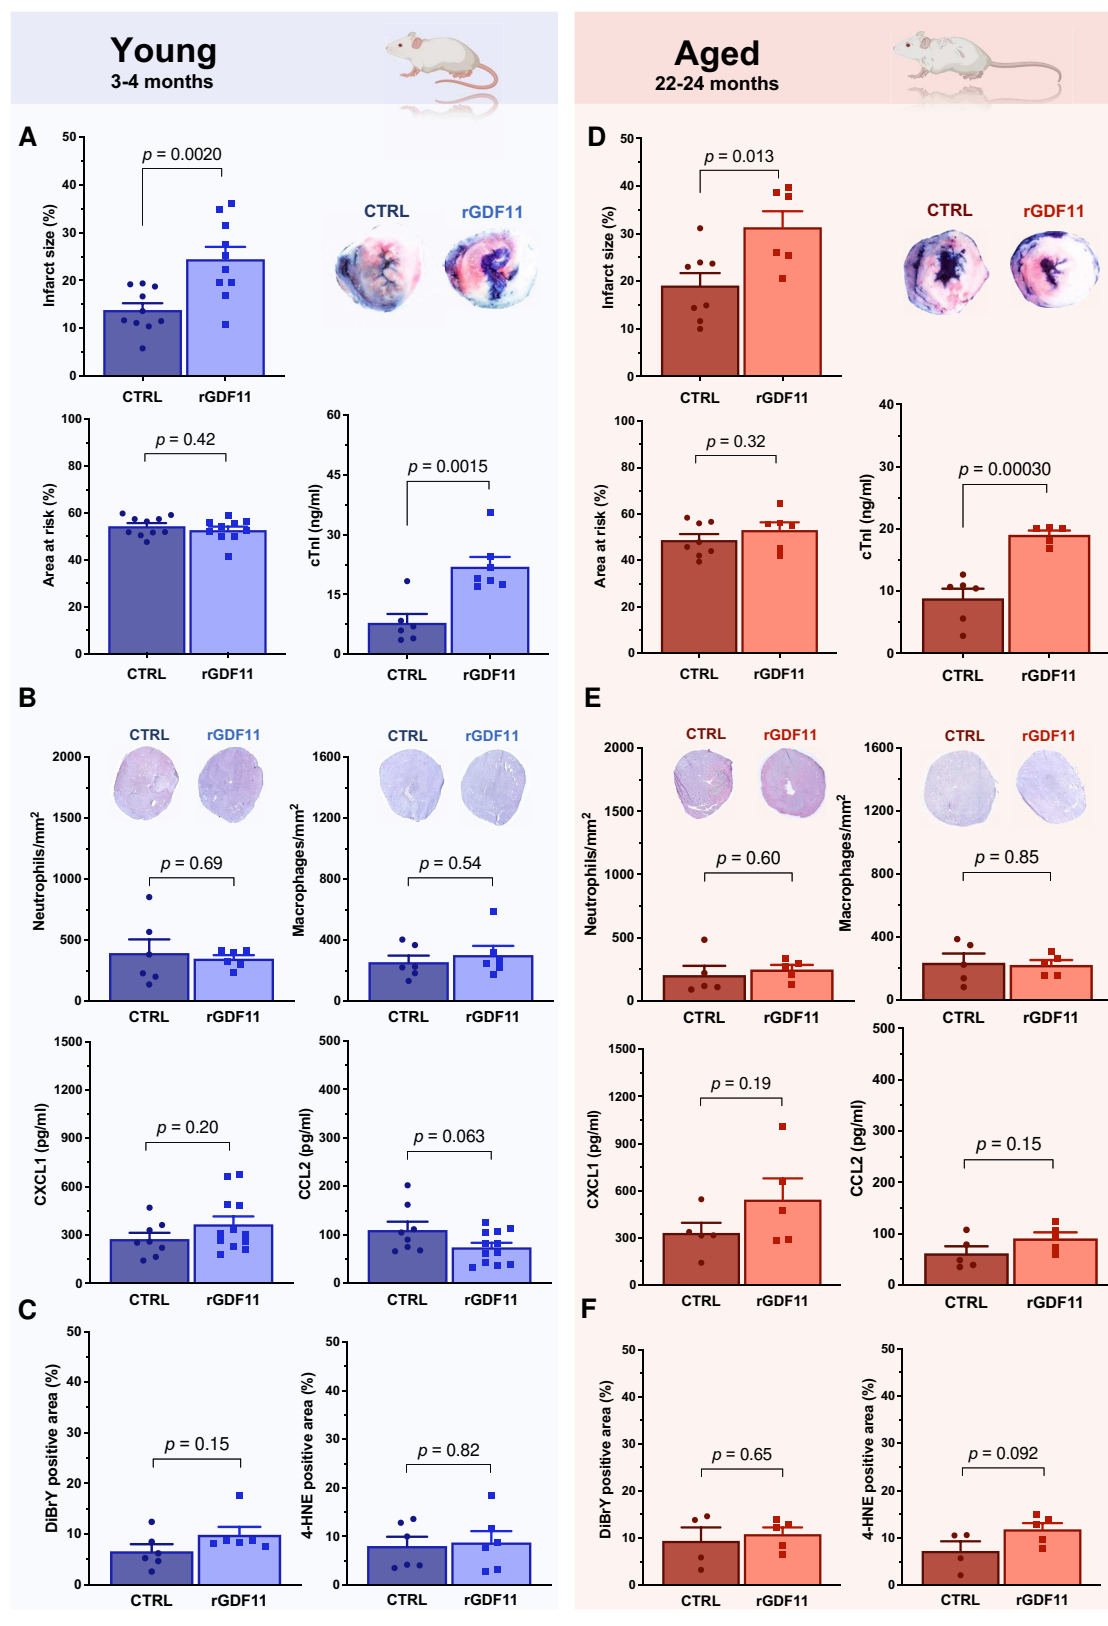 Young
3-4 months
Aged
22-24 months
A
50
40
30
20
10
0
Infarct size (%)
p = 0.0020
CTRL
rGDF11
CTRL
rGDF11
100
80
60
40
20
0
Area at risk (%)
p = 0.42
CTRL
rGDF11
60
45
30
15
0
cTnI (ng/ml)
p = 0.0015
CTRL
rGDF11
D
50
40
30
20
10
0
Infarct size (%)
p = 0.013
CTRL
rGDF11
CTRL
rGDF11
100
80
60
40
20
0
Area at risk (%)
p = 0.32
CTRL
rGDF11
40
30
20
10
0
cTnI (ng/ml)
p = 0.00030
CTRL
rGDF11
B
CTRL
rGDF11
2000
1500
1000
500
0
Neutrophils/mm2
p = 0.69
CTRL
rGDF11
CTRL
rGDF11
1600
1200
800
400
0
Macrophages/mm2
p = 0.54
CTRL
rGDF11
1500
1200
900
600
300
0
CXCL1 (pg/ml)
p = 0.20
CTRL
rGDF11
500
400
300
200
100
0
CCL2 (pg/ml)
p = 0.063
CTRL
rGDF11
E
CTRL
rGDF11
2000
1500
1000
500
0
Neutrophils/mm2
p = 0.60
CTRL
rGDF11
CTRL
rGDF11
1600
1200
800
400
0
Macrophages/mm2
p = 0.85
CTRL
rGDF11
1500
1200
900
600
300
0
CXCL1 (pg/ml)
p = 0.19
CTRL
rGDF11
500
400
300
200
100
0
CCL2 (pg/ml)
p = 0.15
CTRL
rGDF11
C
50
40
30
20
10
0
DiBrY positive area (%)
p = 0.15
CTRL
rGDF11
50
40
30
20
10
0
4-HNE positive area (%)
p = 0.82
CTRL
rGDF11
F
50
40
30
20
10
0
DiBrY positive area (%)
p = 0.65
CTRL
rGDF11
50
40
30
20
10
0
4-HNE positive area (%)
p = 0.092
CTRL
rGDF11